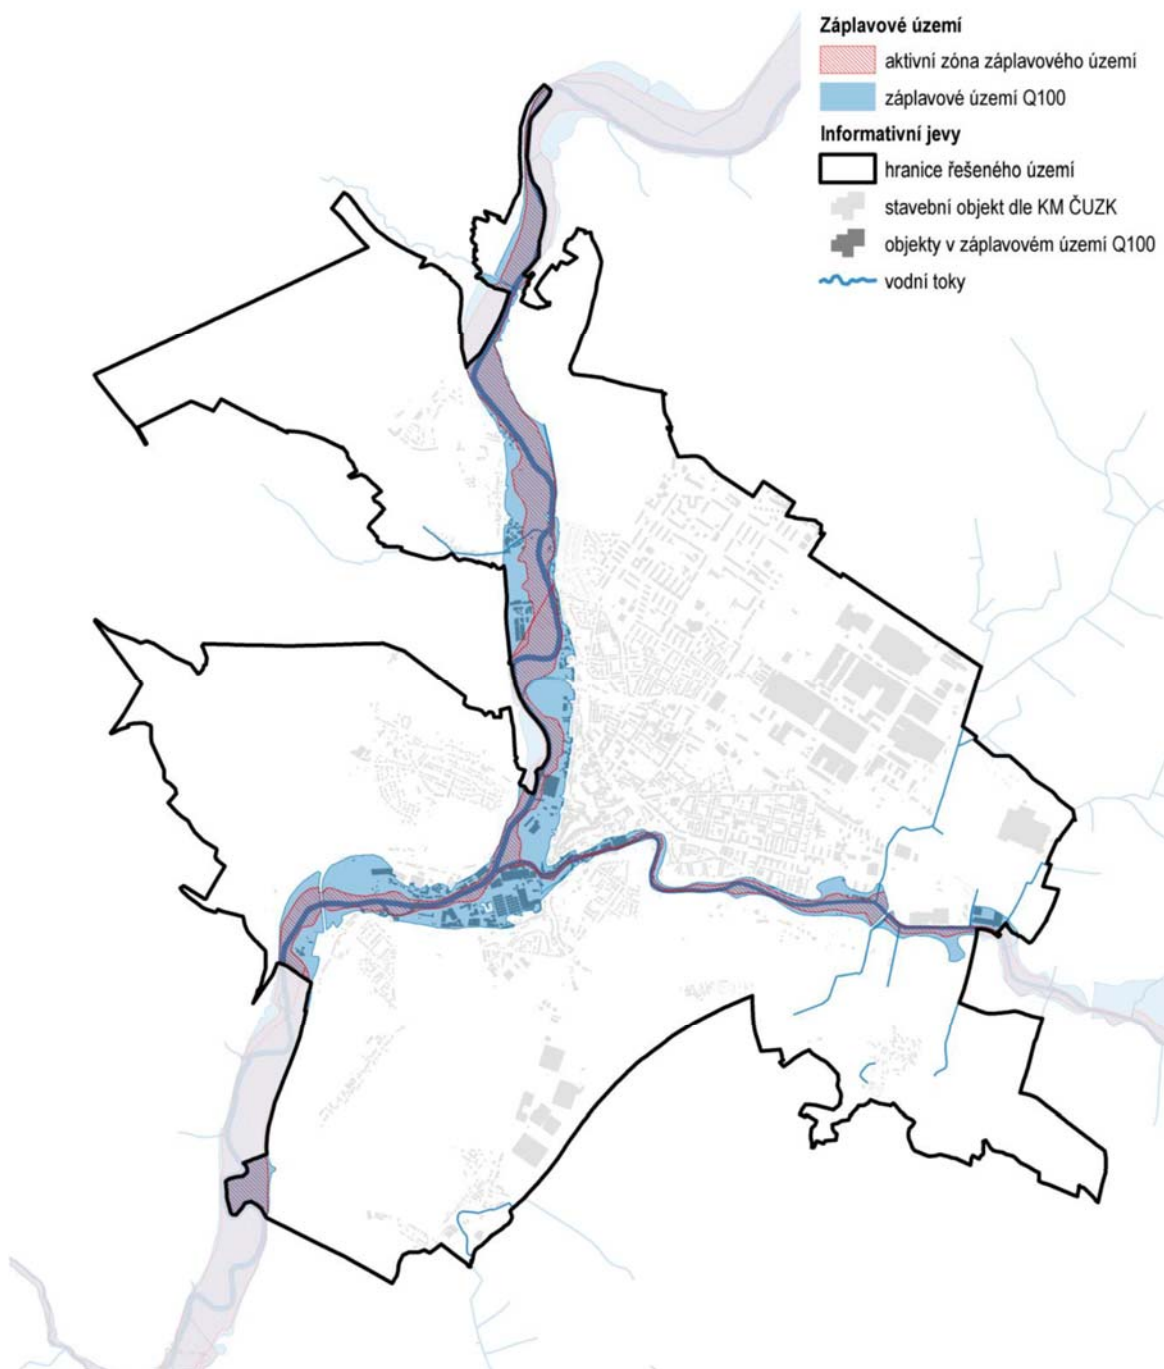 Záplavové území
aktivní zóna záplavového území
záplavové území Q100
Informativní jevy
hranice řešeného území
stavební objekt dle KM ČUZK
objekty v záplavovém území Q100
vodní toky